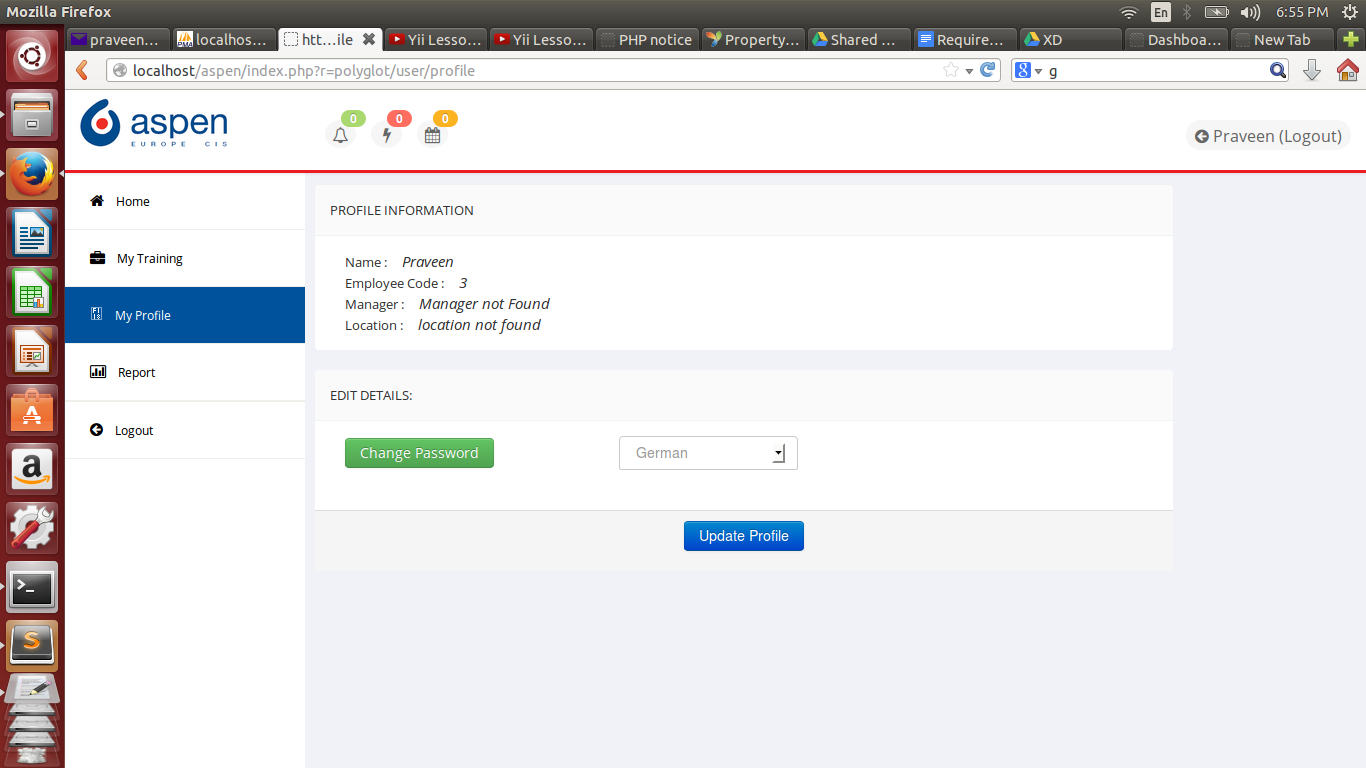 Mozilla Firefox
En
6:55 PM
praveen...
localhos...
htt...ile
Yii Lesso...
Yii Lesso...
PHP notice
Property...
Shared ...
Require...
XD
Dashboa...
New Tab
localhost/aspen/index.php?r=polyglot/user/profile
g
aspen
EUROPE CIS
0
0
0
Praveen (Logout)
Home
My Training
My Profile
Report
Logout
PROFILE INFORMATION
Name : Praveen
Employee Code : 3
Manager : Manager not Found
Location : location not found
EDIT DETAILS:
Change Password
German
Update Profile